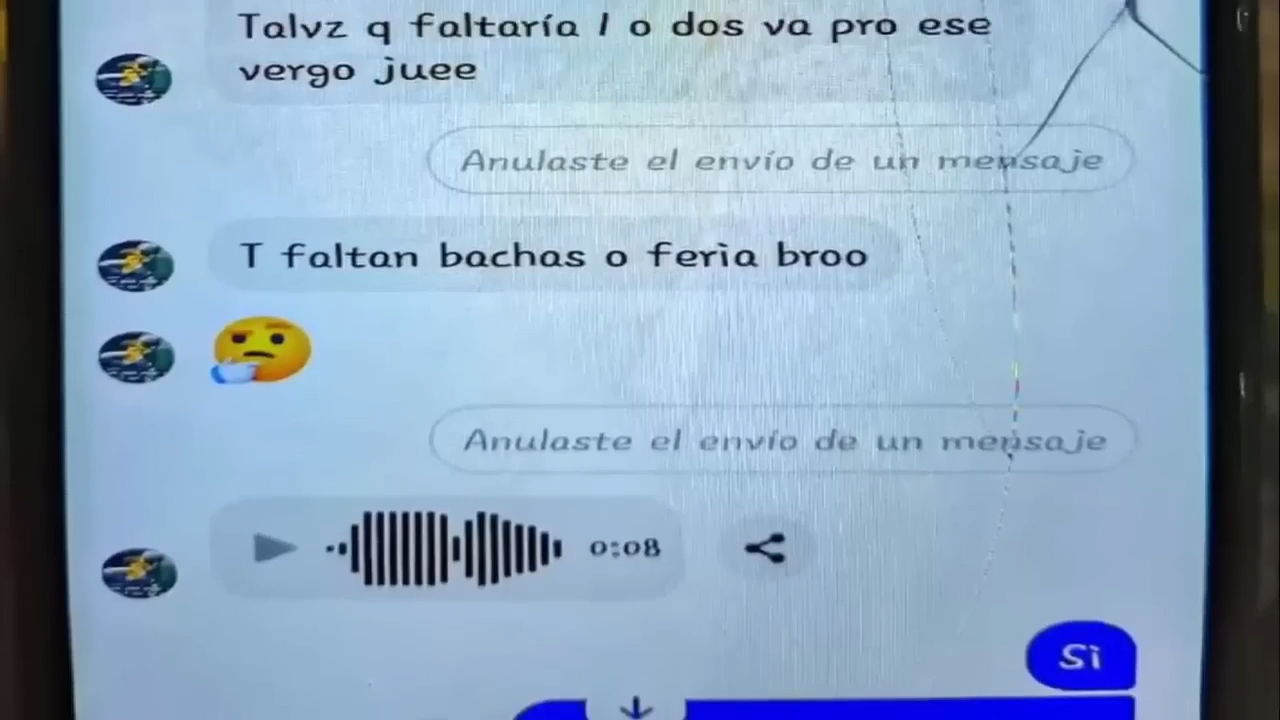 Talvz q faltaría 1 o dos va pro ese
vergo juee
Anulaste el envío de un mensaje
T faltan bachas o feria broo
Anulaste el envío de un mensaje
0:08
Si